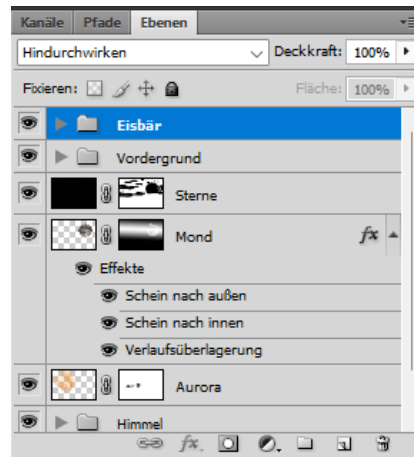 Kanäle Pfade Ebenen
Hindurchwirken Deckkraft: 100%
Fixieren: Fläche: 100%
Eisbär
Vordergrund
Sterne
Mond fx
Effekte
Schein nach außen
Schein nach innen
Verlaufsüberlagerung
Aurora
Himmel
fx.